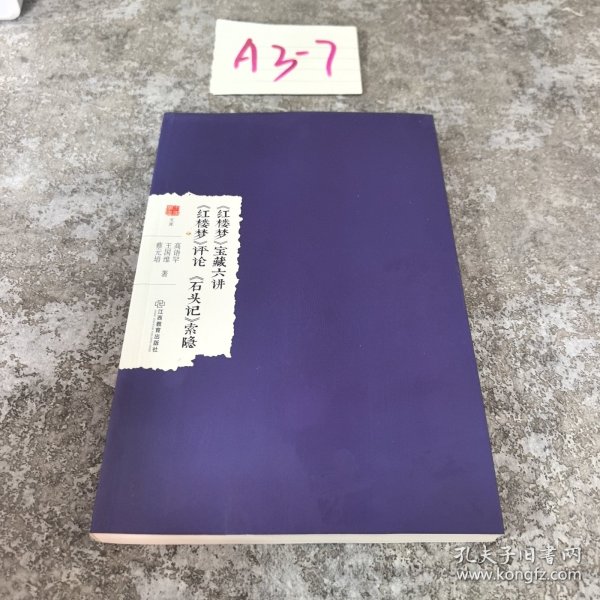 A3-7
《红楼梦》宝藏六讲
《红楼梦》评论 《石头记》索隐
高语罕
王国维 著
蔡元培
江西教育出版社
孔夫子旧书网
www.kongfz.com